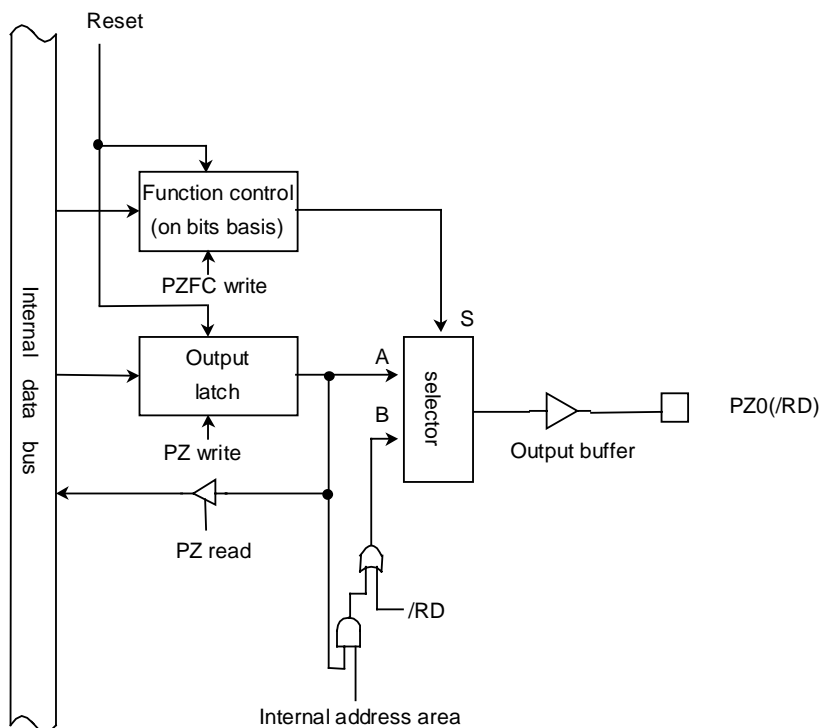 Reset
Function control
(on bits basis)
PZFC write
Internal data bus
S
Output
latch
A
selector
B
PZ0(/RD)
Output buffer
PZ write
PZ read
/RD
Internal address area